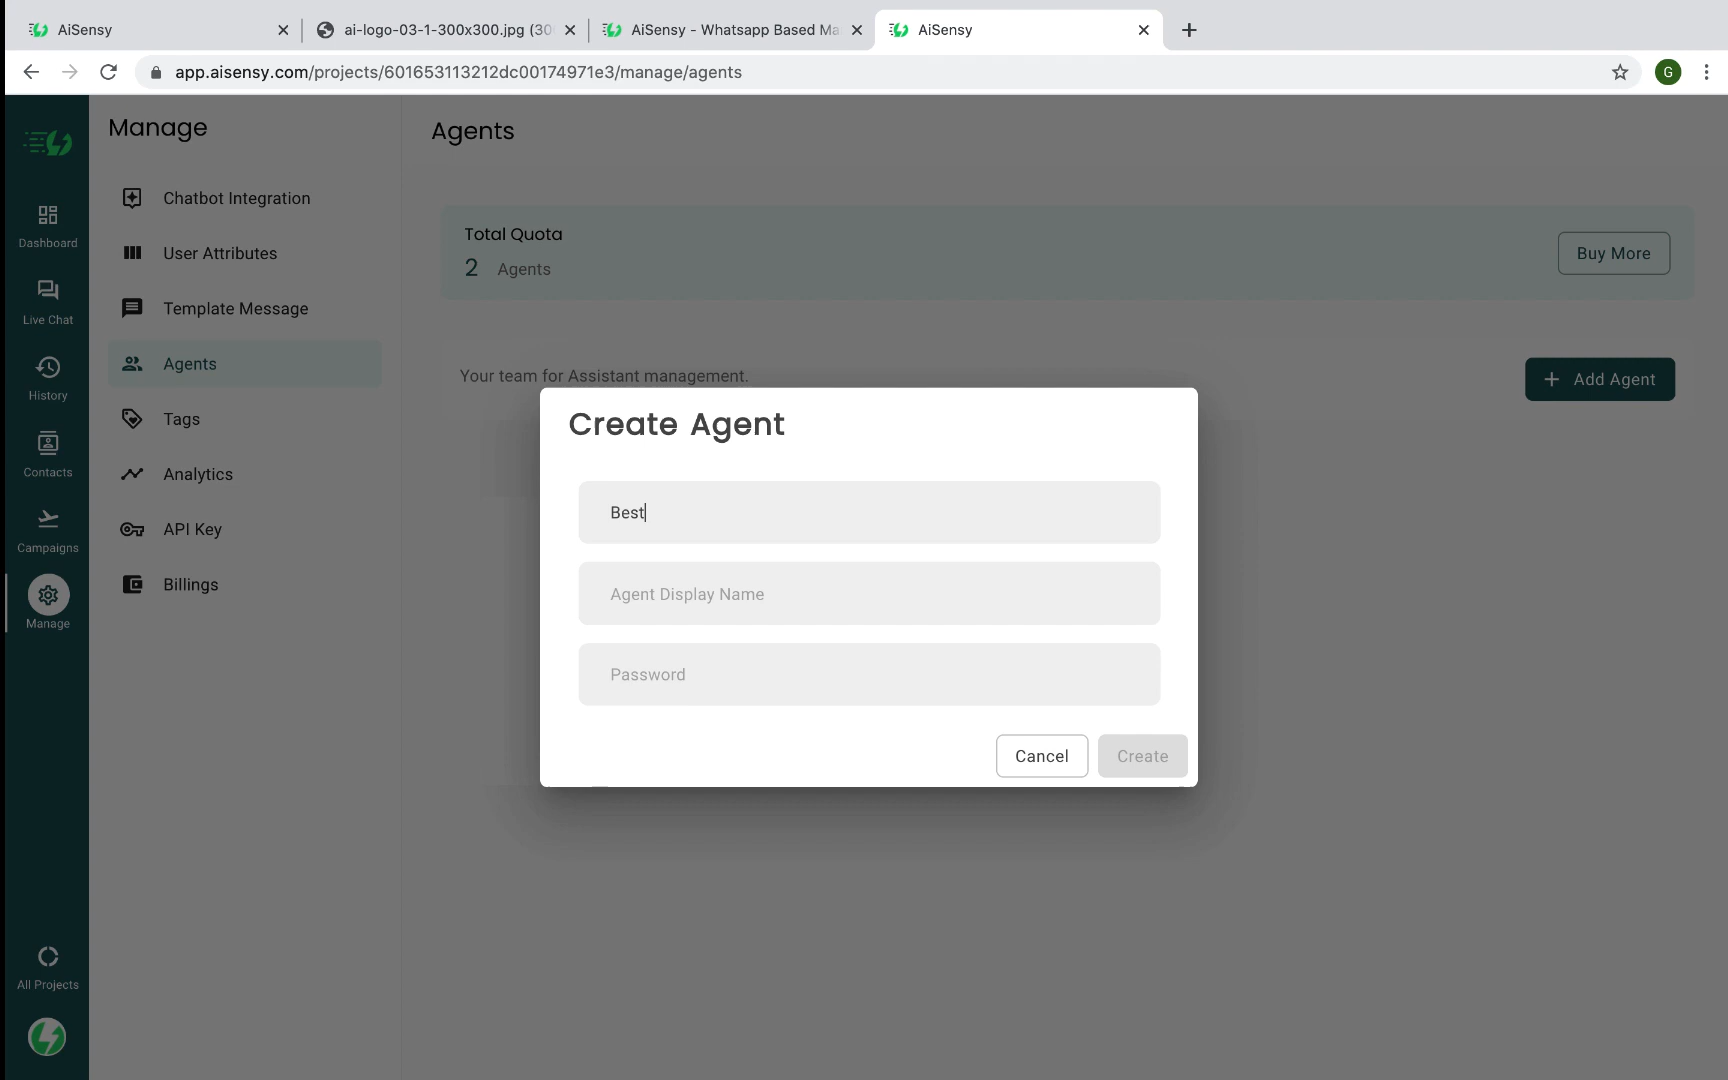 AiSensy
ai-logo-03-1-300x300.jpg (30
AiSensy - Whatsapp Based Ma
AiSensy
app.aisensy.com/projects/601653113212dc00174971e3/manage/agents
G
Manage
Agents
Chatbot Integration
User Attributes
Template Message
Agents
Tags
Analytics
API Key
Billings
Dashboard
Live Chat
History
Contacts
Campaigns
Manage
All Projects
Total Quota
2 Agents
Buy More
Your team for Assistant management.
+ Add Agent
Create Agent
Best
Agent Display Name
Password
Cancel
Create